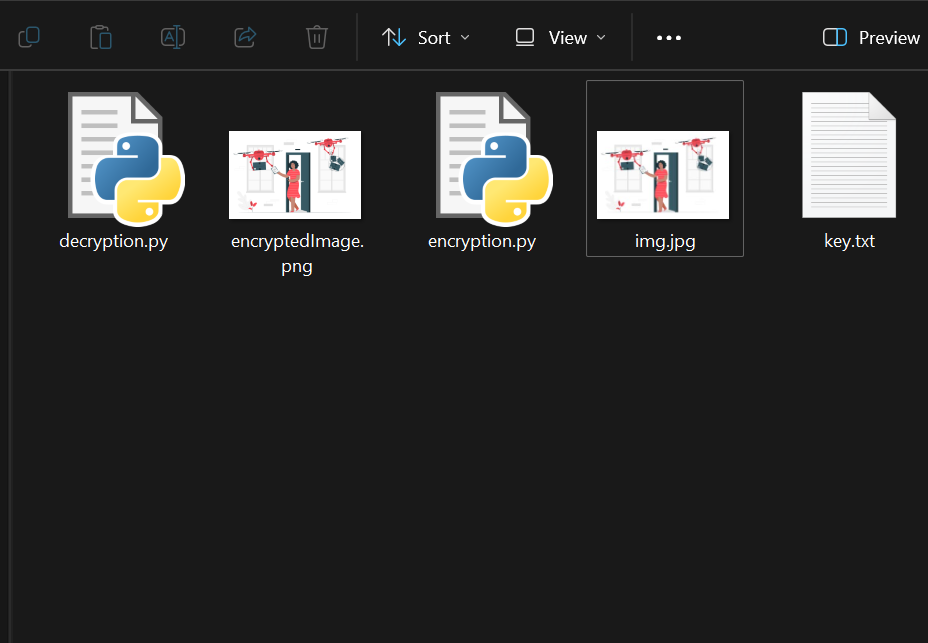 Sort
View
Preview
decryption.py
encryptedImage.
png
encryption.py
img.jpg
key.txt